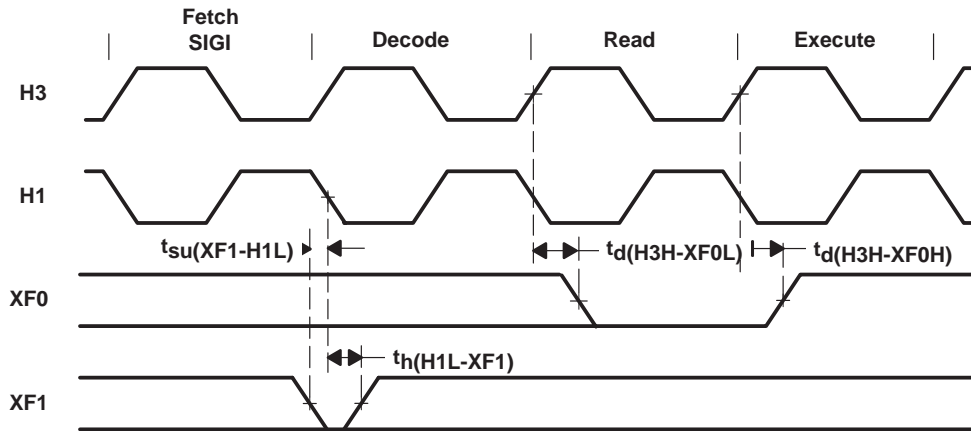 Fetch
SIGI
Decode
Read
Execute
H3
H1
tsu(XF1-H1L)
td(H3H-XF0L)
td(H3H-XF0H)
XF0
th(H1L-XF1)
XF1